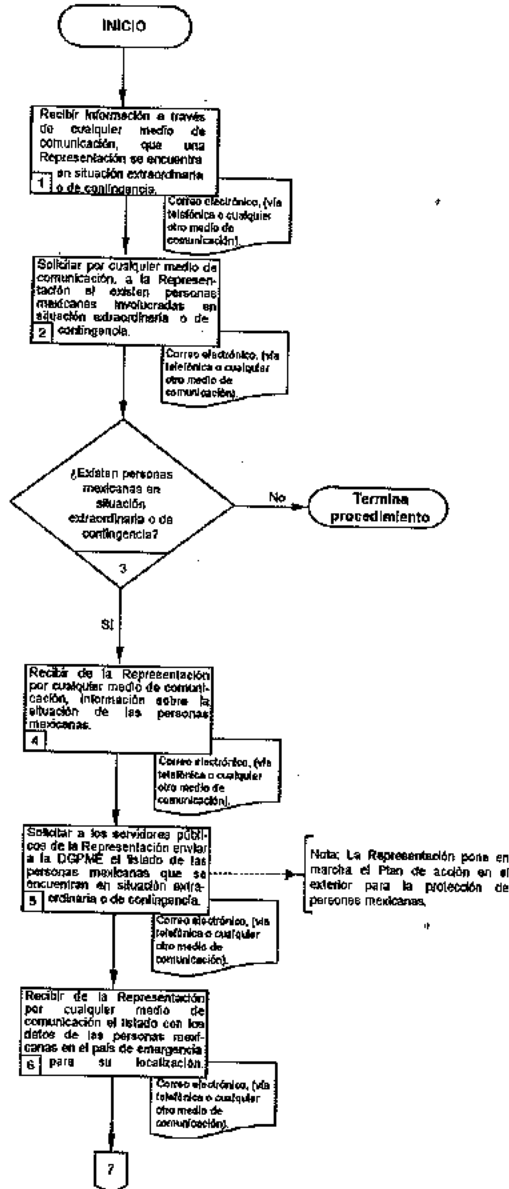 INICIO
Recibir información a través
de cualquier medio de
comunicación, que una
Representación se encuentra
en situación extraordinaria
1
o de contingencia.
Correo electrónico, (vía
telefónica o cualquier
otro medio de
comunicación).
Solicitar por cualquier medio de
comunicación, a la Represen-
tación si existen personas
mexicanas involucradas en
situación extraordinaria o de
2
contingencia.
Correo electrónico, (vía
telefónica o cualquier
otro medio de
comunicación).
¿Existen personas
mexicanas en
situación
extraordinaria o de
contingencia?
3
No
Termina
procedimiento
SI
Recibir de la Representación
por cualquier medio de comuni-
cación, información sobre la
situación de las personas
mexicanas.
4
Correo electrónico, (vía
telefónica o cualquier
otro medio de
comunicación).
Solicitar a los servidores públi-
cos de la Representación enviar
a la DGPME el listado de las
personas mexicanas que se
encuentran en situación extra-
5
ordinaria o de contingencia.
Nota: La Representación pone en
marcha el Plan de acción en el
exterior para la protección de
personas mexicanas.
Correo electrónico, (vía
telefónica o cualquier
otro medio de
comunicación).
Recibir de la Representación
por cualquier medio de
comunicación el listado con los
datos de las personas mexi-
canas en el país de emergencia
6
para su localización.
Correo electrónico, (vía
telefónica o cualquier
otro medio de
comunicación).
7